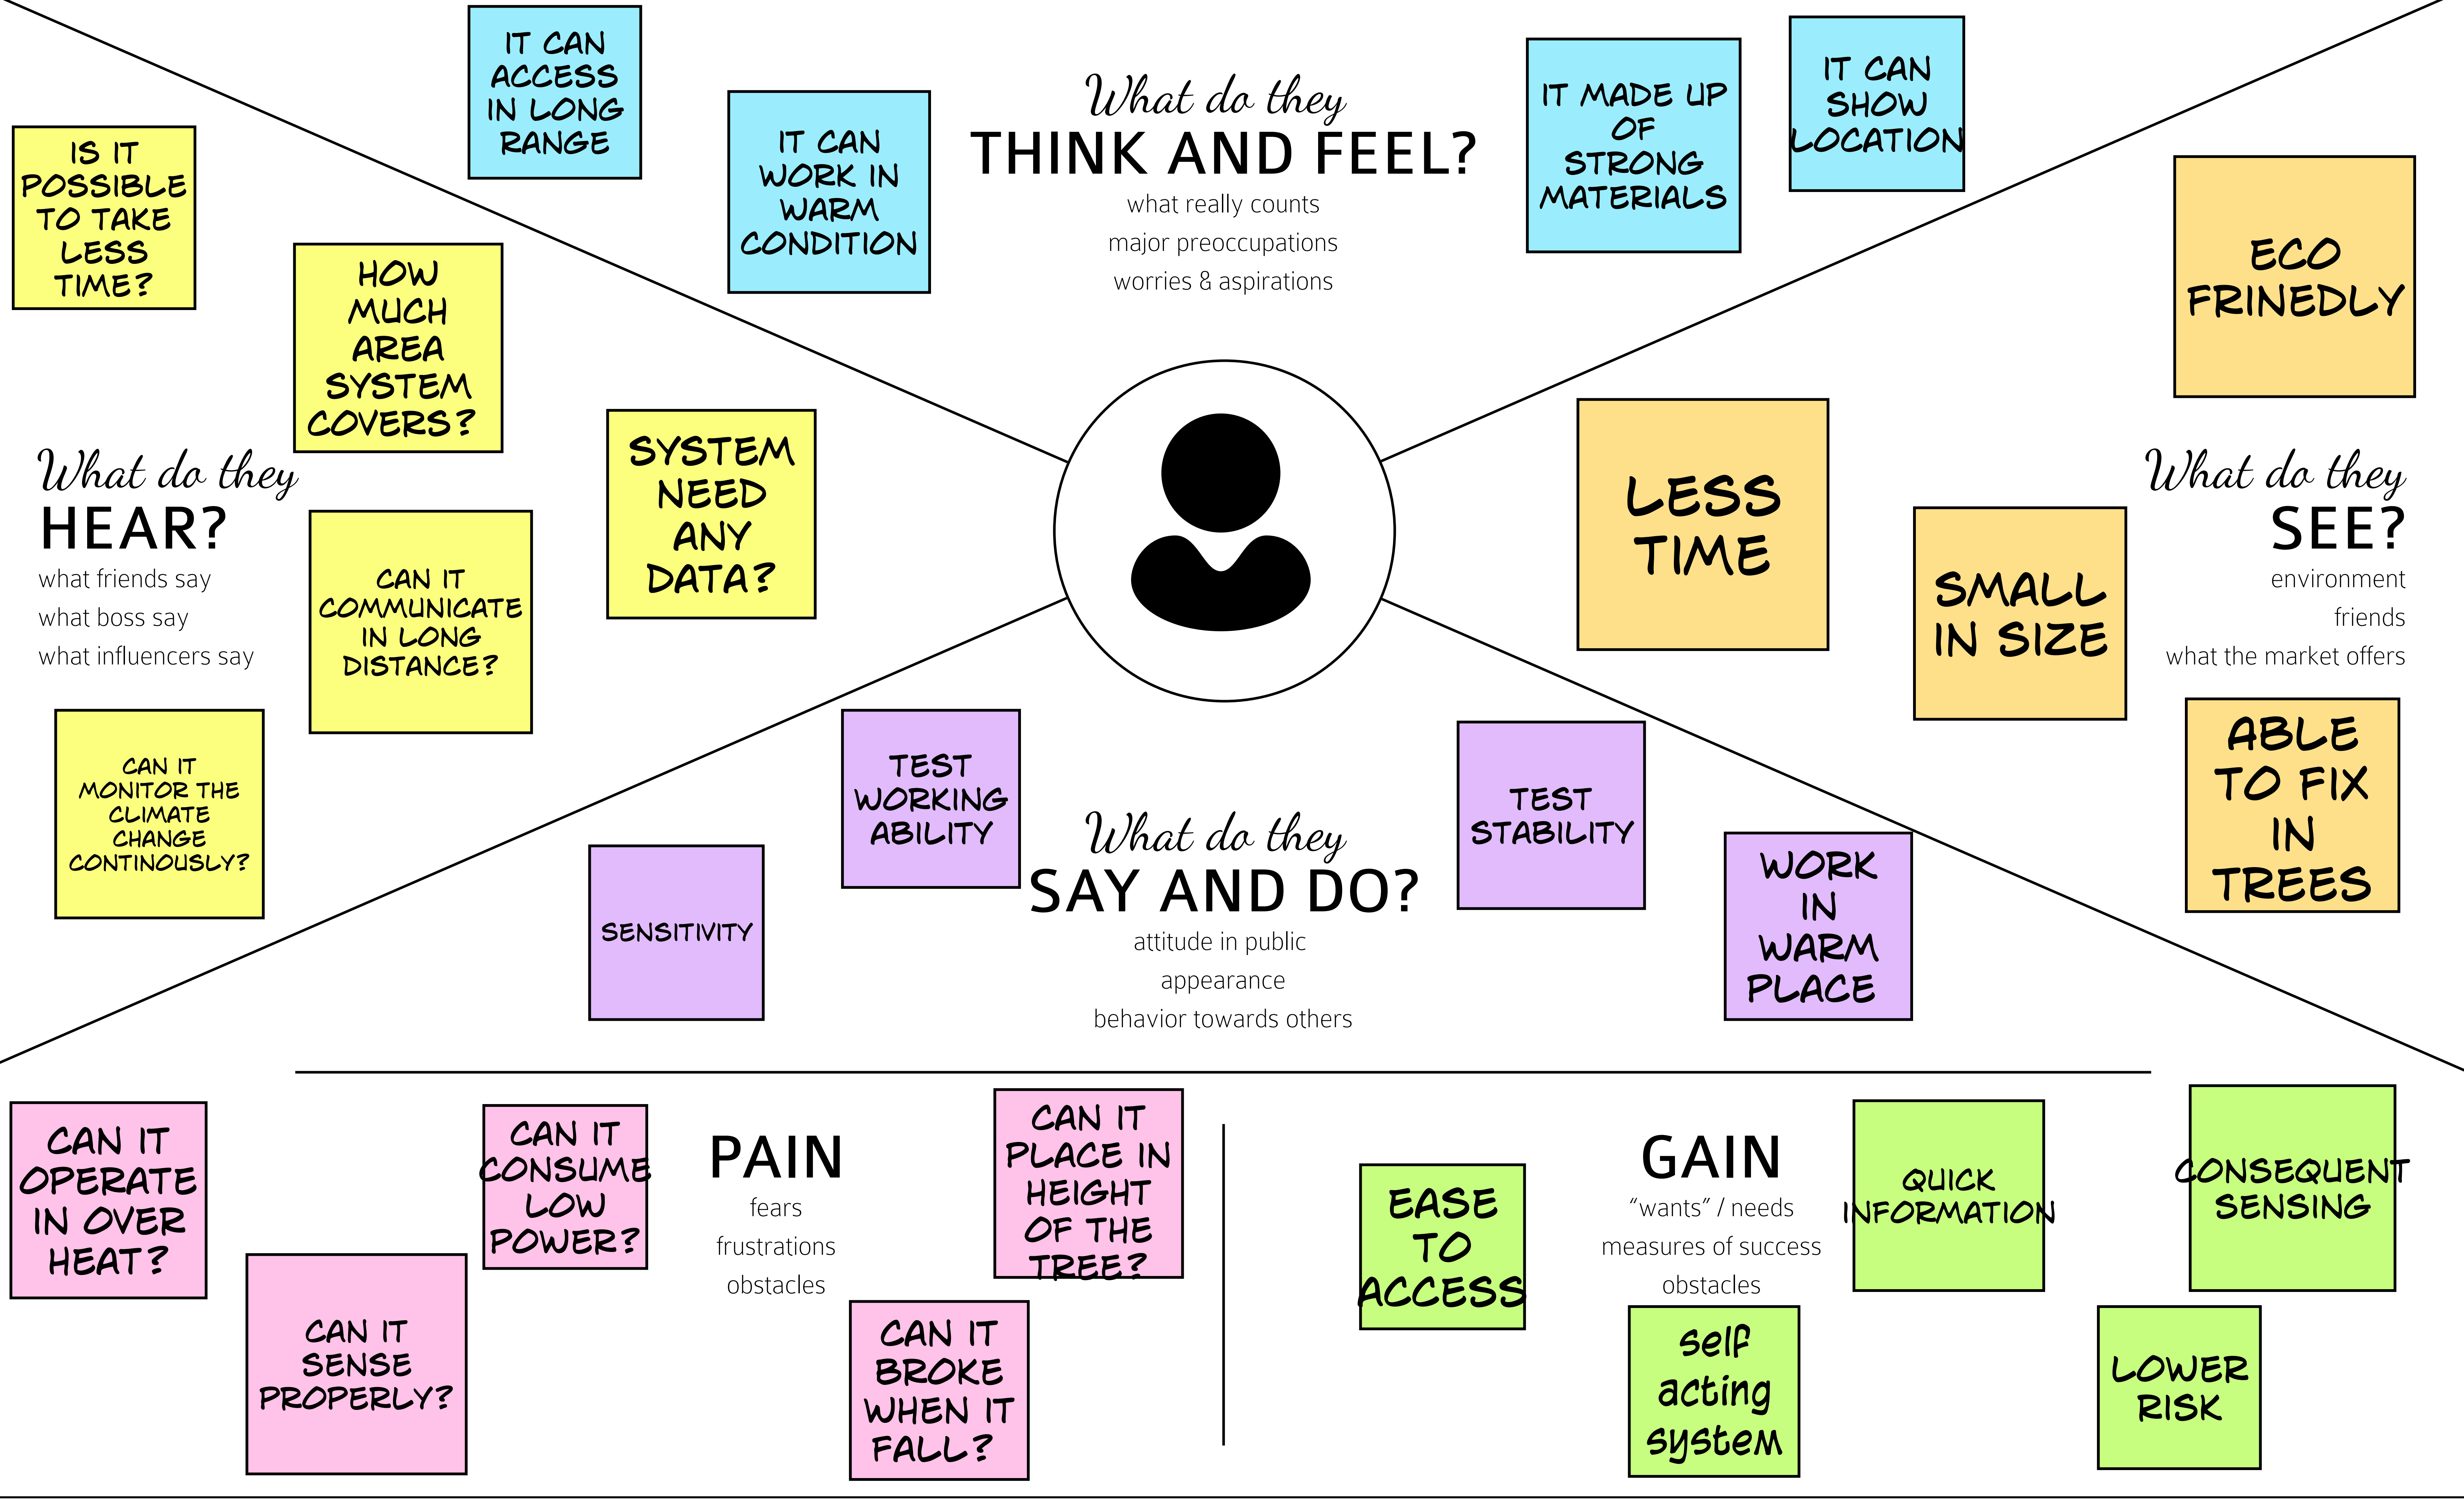 IT CAN
ACCESS
IN LONG
RANGE
IT CAN
WORK IN
WARM
CONDITION
What do they
THINK AND FEEL?
what really counts
major preoccupations
worries & aspirations
IT MADE UP
OF
STRONG
MATERIALS
IT CAN
SHOW
LOCATION
IS IT
POSSIBLE
TO TAKE
LESS
TIME?
HOW
MUCH
AREA
SYSTEM
COVERS?
SYSTEM
NEED
ANY
DATA?
What do they
HEAR?
what friends say
what boss say
what influencers say
CAN IT
COMMUNICATE
IN LONG
DISTANCE?
CAN IT
MONITOR THE
CLIMATE
CHANGE
CONTINOUSLY?
ECO
FRINEDLY
LESS
TIME
SMALL
IN SIZE
What do they
SEE?
environment
friends
what the market offers
ABLE
TO FIX
IN
TREES
SENSITIVITY
TEST
WORKING
ABILITY
What do they
SAY AND DO?
attitude in public
appearance
behavior towards others
TEST
STABILITY
WORK
IN
WARM
PLACE
CAN IT
OPERATE
IN OVER
HEAT?
CAN IT
SENSE
PROPERLY?
CAN IT
CONSUME
LOW
POWER?
PAIN
fears
frustrations
obstacles
CAN IT
BROKE
WHEN IT
FALL?
CAN IT
PLACE IN
HEIGHT
OF THE
TREE?
EASE
TO
ACCESS
GAIN
“wants” / needs
measures of success
obstacles
self
acting
system
QUICK
INFORMATION
CONSEQUENT
SENSING
LOWER
RISK